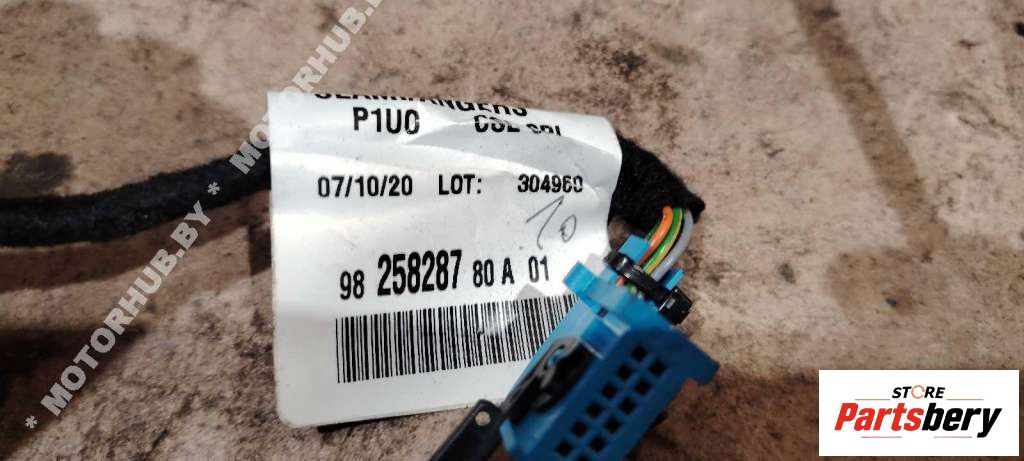 P1U0
07/10/20 LOT: 304960
98 258287 80 A 01
10
* MOTORHUB.BY * MOTORHUB.BY
STORE
Partsbery